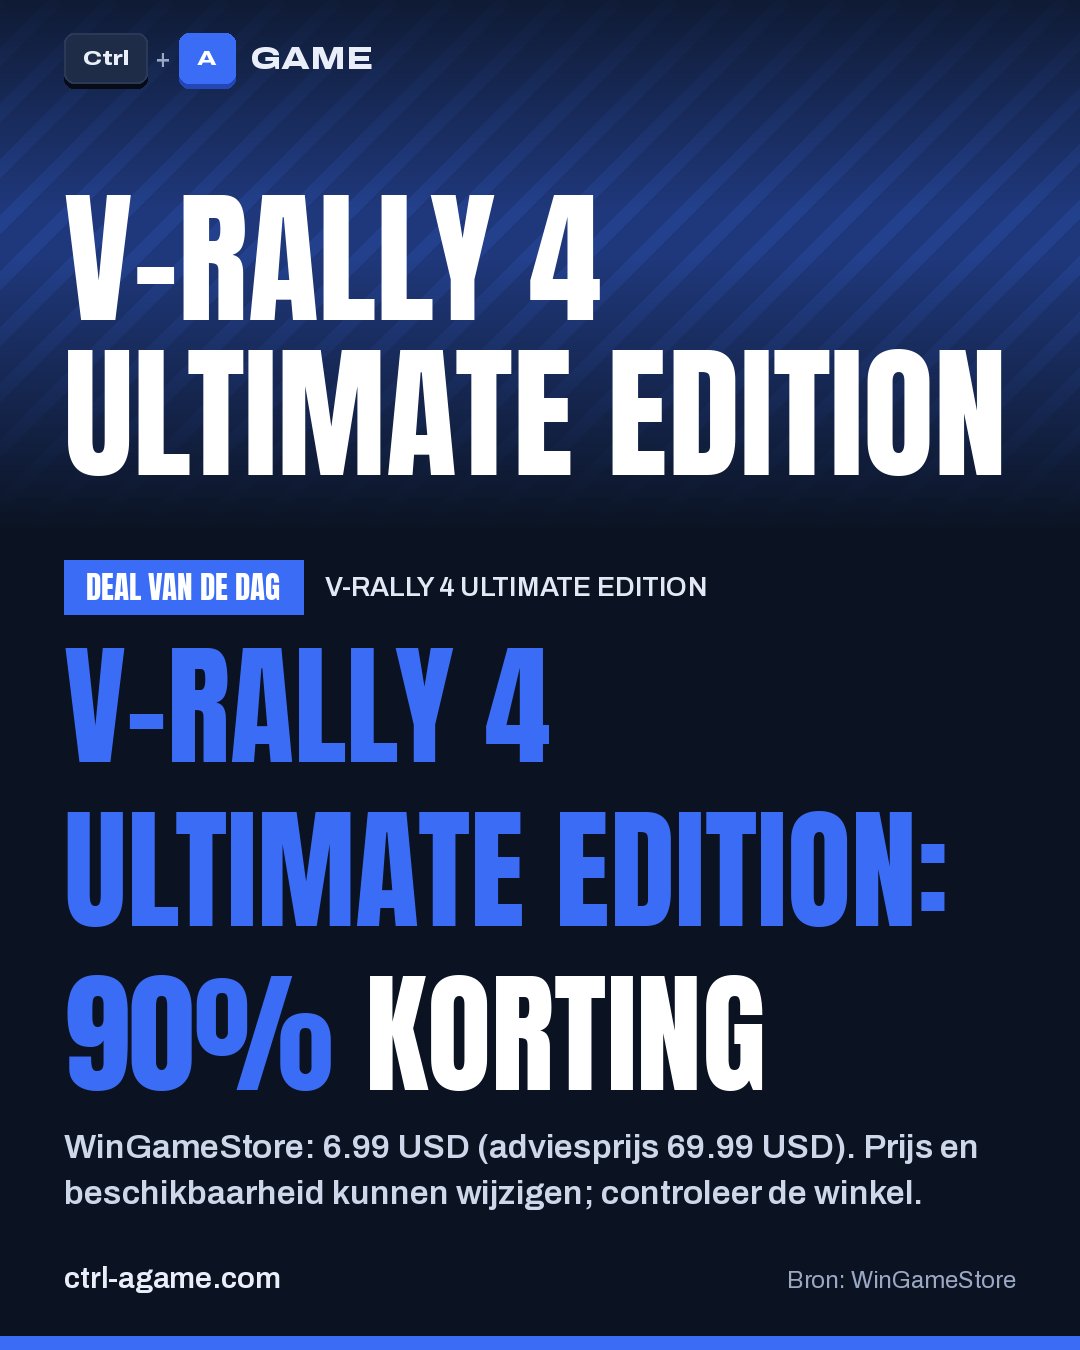 Ctrl + A GAME
V-RALLY 4
ULTIMATE EDITION
DEAL VAN DE DAG V-RALLY 4 ULTIMATE EDITION
V-RALLY 4
ULTIMATE EDITION:
90% KORTING
WinGameStore: 6.99 USD (adviesprijs 69.99 USD). Prijs en
beschikbaarheid kunnen wijzigen; controleer de winkel.
ctrl-agame.com Bron: WinGameStore